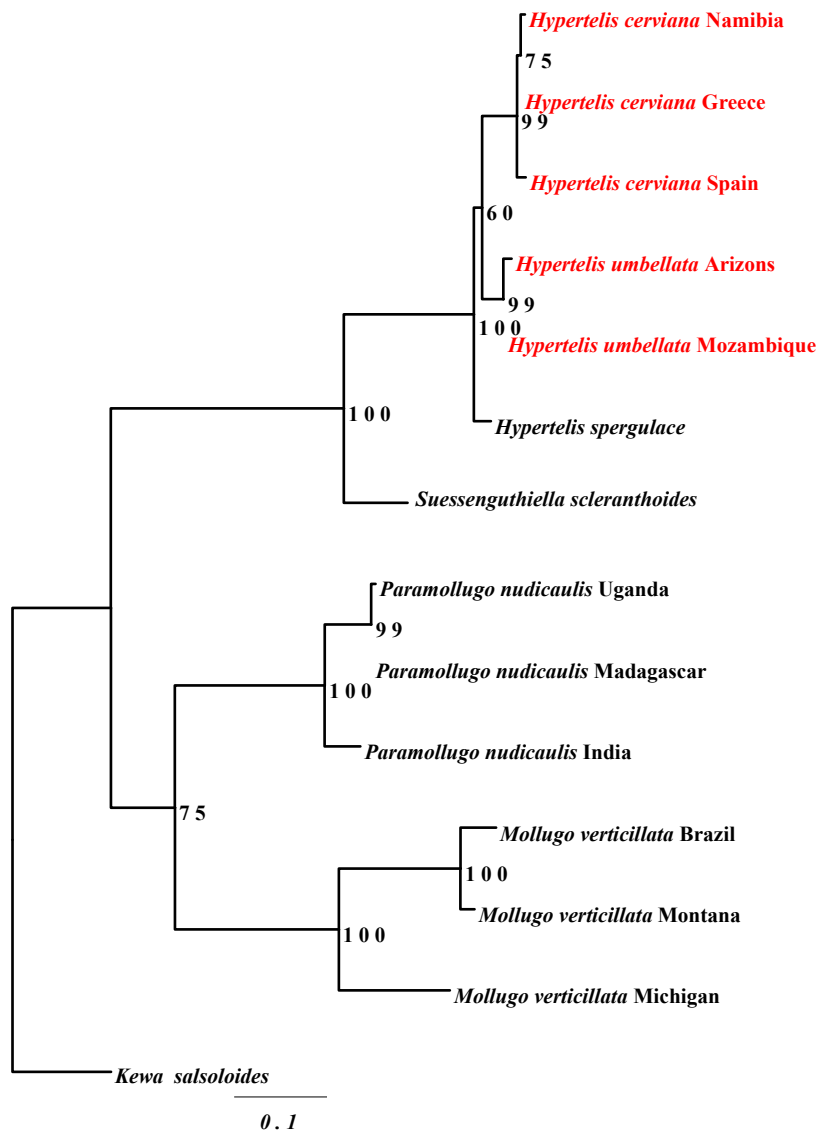 Hypertelis cerviana Namibia
75
Hypertelis cerviana Greece
99
Hypertelis cerviana Spain
60
Hypertelis umbellata Arizons
99
100
Hypertelis umbellata Mozambique
100
Hypertelis spergulace
Suessenguthiella scleranthoides
Paramollugo nudicaulis Uganda
99
Paramollugo nudicaulis Madagascar
100
Paramollugo nudicaulis India
75
Mollugo verticillata Brazil
100
Mollugo verticillata Montana
100
Mollugo verticillata Michigan
Kewa salsoloides
0.1